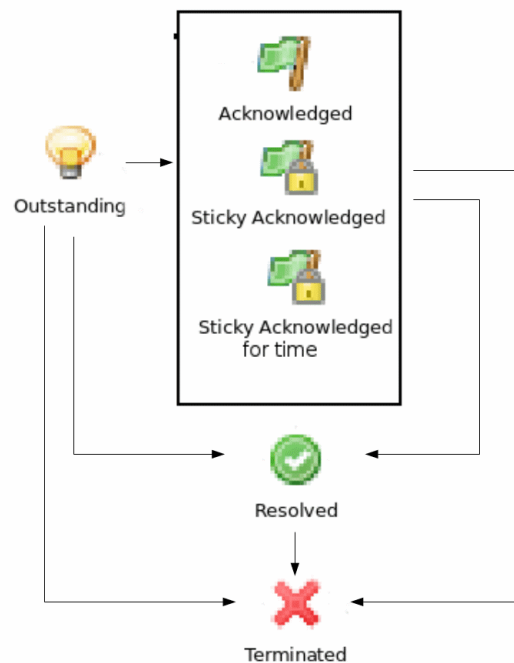 Acknowledged
Outstanding
Sticky Acknowledged
Sticky Acknowledged
for time
Resolved
Terminated